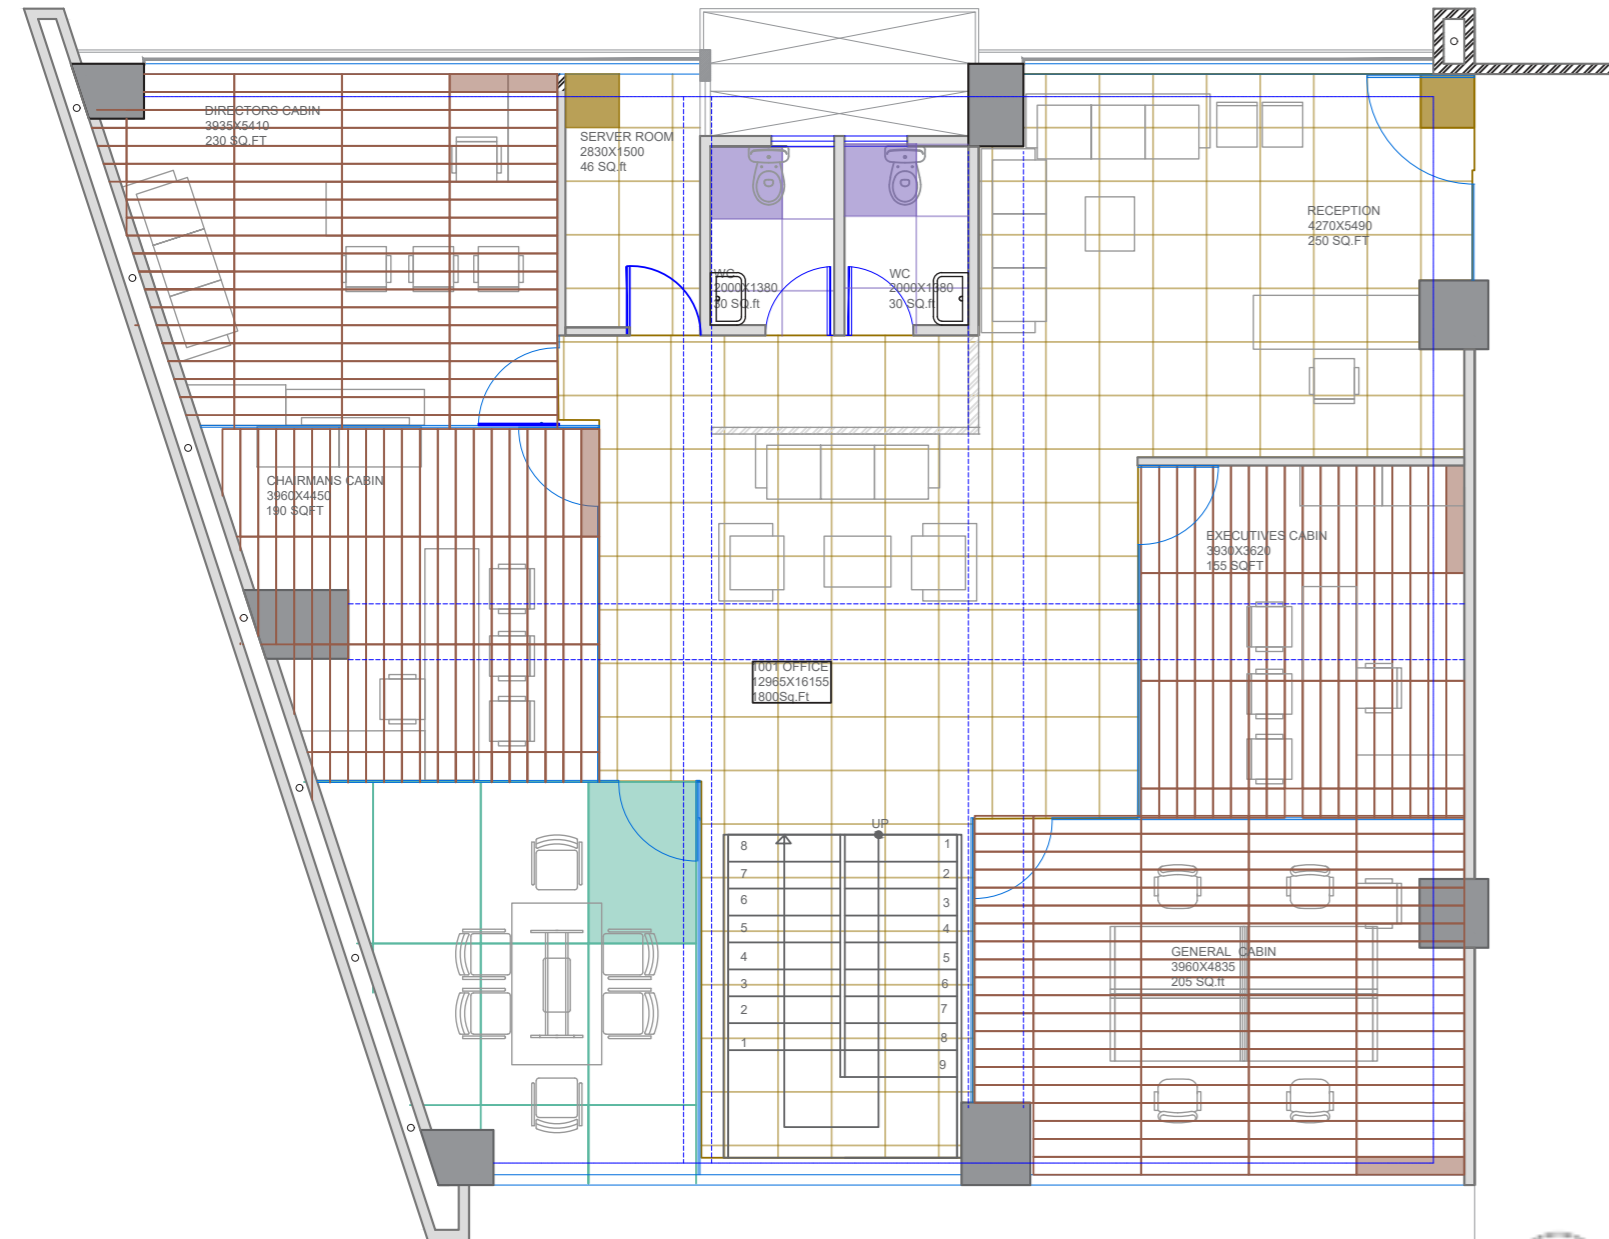 DIRECTORS CABIN
3935X5410
230 SQ.FT
SERVER ROOM
2830X1500
46 SQ.ft
WC
2000X1380
30 SQ.ft
WC
2000X1380
30 SQ.ft
RECEPTION
4270X5490
250 SQ.FT
CHAIRMANS CABIN
3960X4450
190 SQFT
EXECUTIVES CABIN
3930X3620
155 SQFT
1001 OFFICE
12965X16155
1800Sq.Ft
UP
8
7
6
5
4
3
2
1
1
2
3
4
5
6
7
8
9
GENERAL CABIN
3960X4835
205 SQ.ft